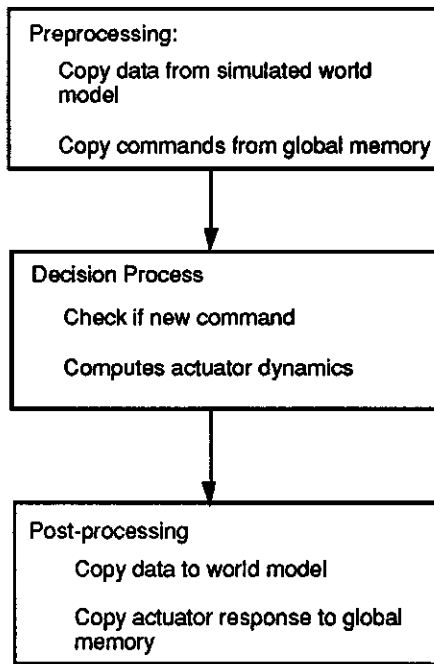 Preprocessing:
Copy data from simulated world
model
Copy commands from global memory
Decision Process
Check if new command
Computes actuator dynamics
Post-processing
Copy data to world model
Copy actuator response to global
memory